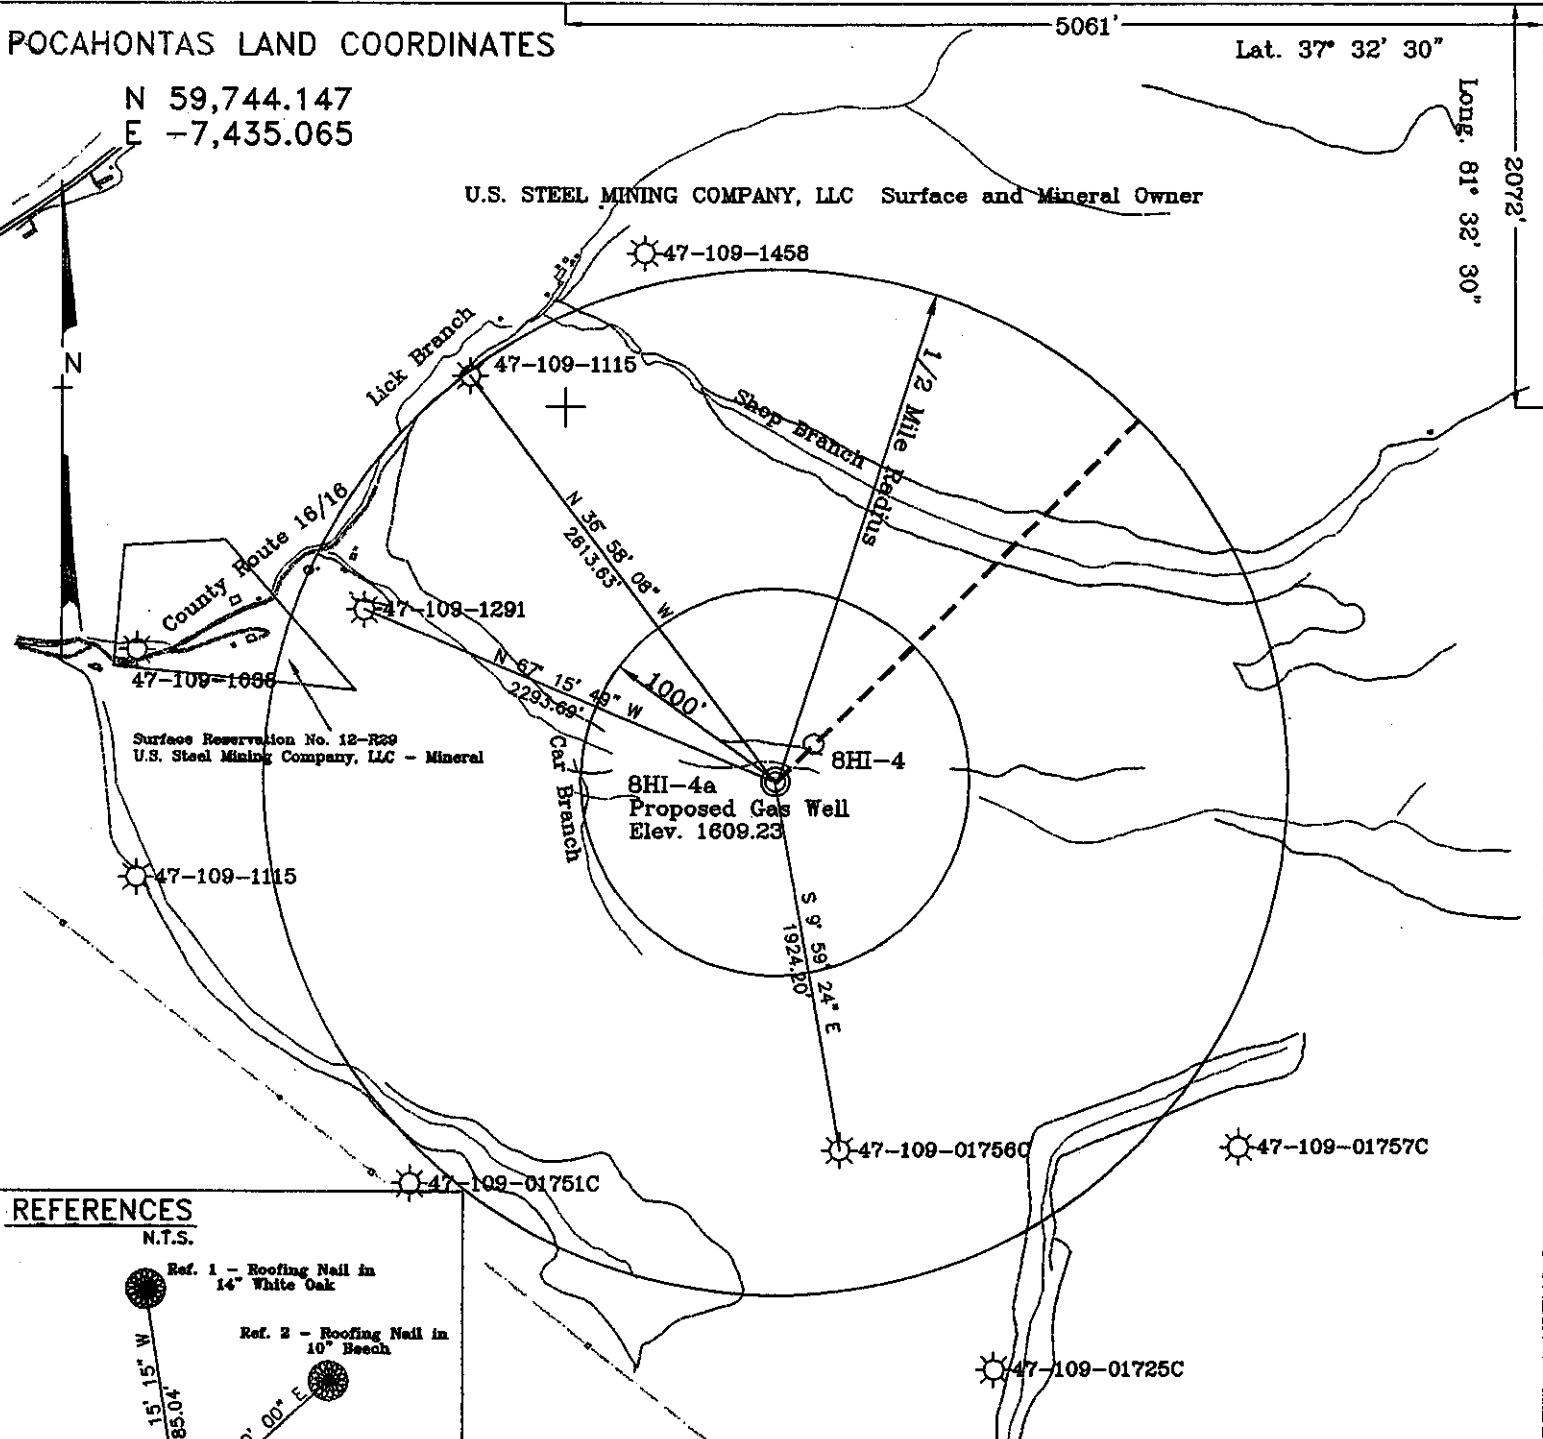 5061'
POCAHONTAS LAND COORDINATES
Lat. 37° 32' 30"
N 59,744.147
E -7,435.065
Long. 81° 32' 30"
2072'
U.S. STEEL MINING COMPANY, LLC Surface and Mineral Owner
47-109-1458
N
Lick Branch
47-109-1115
1/2 Mile Radius
Shop Branch
County Route 16/16
N 36° 58' 08" W
2613.63'
47-109-1291
N 67° 15' 49" W
2293.69'
1000'
Surface Reservation No. 12-R29
U.S. Steel Mining Company, LLC - Mineral
Car Branch
8HI-4
8HI-4a
Proposed Gas Well
Elev. 1609.23
47-109-1115
S 9° 59' 24" E
1924.20'
47-109-01756C
47-109-01757C
47-109-01751C
REFERENCES
N.T.S.
Ref. 1 - Roofing Nail in
14" White Oak
Ref. 2 - Roofing Nail in
10" Beech
47-109-01725C
15' 15" W
85.04'
00" E